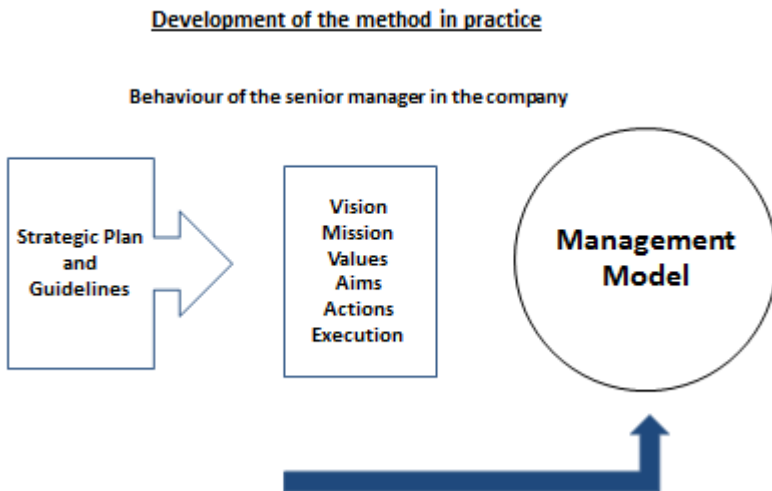 Development of the method in practice
Behaviour of the senior manager in the company
Strategic Plan
and
Guidelines
Vision
Mission
Values
Aims
Actions
Execution
Management
Model